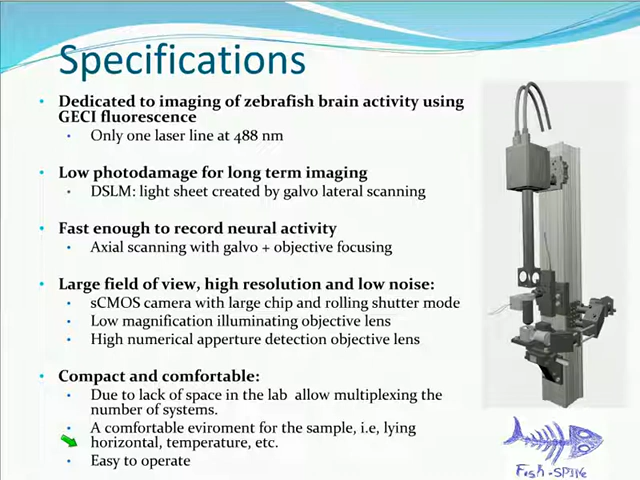 Specifications
Dedicated to imaging of zebrafish brain activity using
GECI fluorescence
Only one laser line at 488 nm
Low photodamage for long term imaging
DSLM: light sheet created by galvo lateral scanning
Fast enough to record neural activity
Axial scanning with galvo + objective focusing
Large field of view, high resolution and low noise:
sCMOS camera with large chip and rolling shutter mode
Low magnification illuminating objective lens
High numerical apperture detection objective lens
Compact and comfortable:
Due to lack of space in the lab allow multiplexing the
number of systems.
A comfortable eviroment for the sample, i.e, lying
horizontal, temperature, etc.
Easy to operate
Fish-SPIM